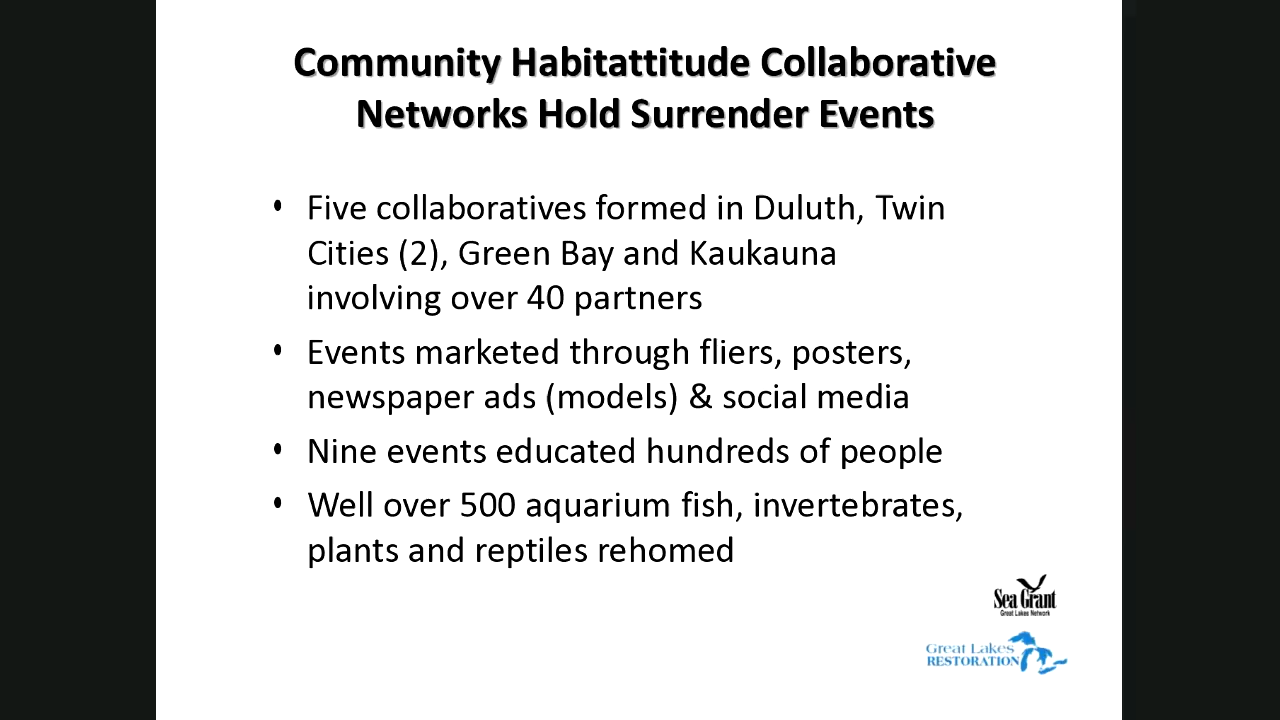 Community Habitattitude Collaborative
Networks Hold Surrender Events
• Five collaboratives formed in Duluth, Twin
Cities (2), Green Bay and Kaukauna
involving over 40 partners
• Events marketed through fliers, posters,
newspaper ads (models) & social media
• Nine events educated hundreds of people
• Well over 500 aquarium fish, invertebrates,
plants and reptiles rehomed
Sea Grant
Great Lakes Network
Great Lakes
RESTORATION